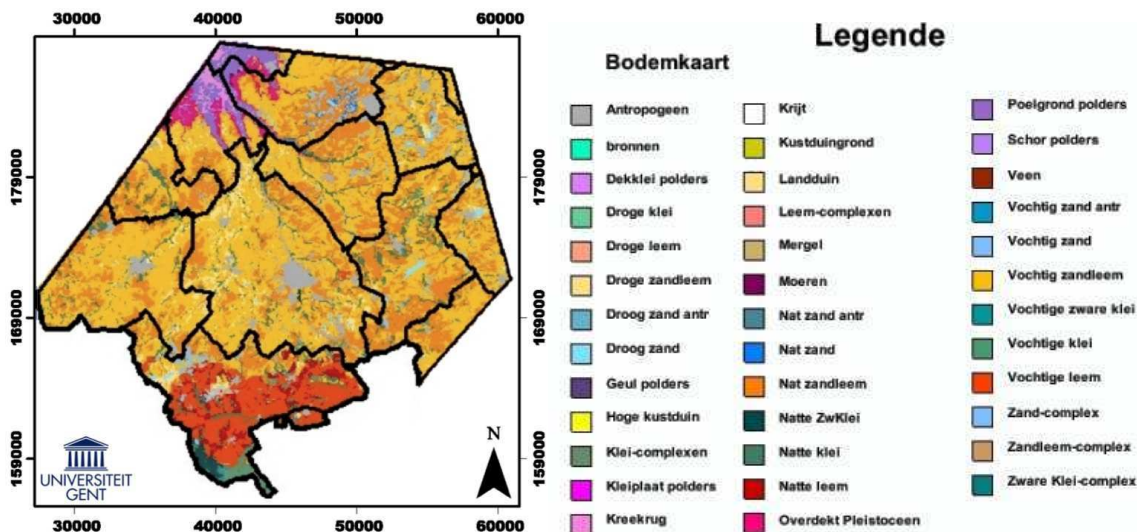 30000 40000 50000 60000
179000
169000
159000
179000
169000
159000
30000 40000 50000 60000
N
UNIVERSITEIT
GENT
Legende
Bodemkaart
Antropogeen
bronnen
Dekklei polders
Droge klei
Droge leem
Droge zandleem
Droog zand antr
Droog zand
Geul polders
Hoge kustduin
Klei-complexen
Kleiplaat polders
Kreekrug
Krijt
Kustduingrond
Landduin
Leem-complexen
Mergel
Moeren
Nat zand antr
Nat zand
Nat zandleem
Natte ZwKlei
Natte klei
Natte leem
Overdekt Pleistoceen
Poelgrond polders
Schor polders
Veen
Vochtig zand antr
Vochtig zand
Vochtig zandleem
Vochtige zware klei
Vochtige klei
Vochtige leem
Zand-complex
Zandleem-complex
Zware Klei-complex